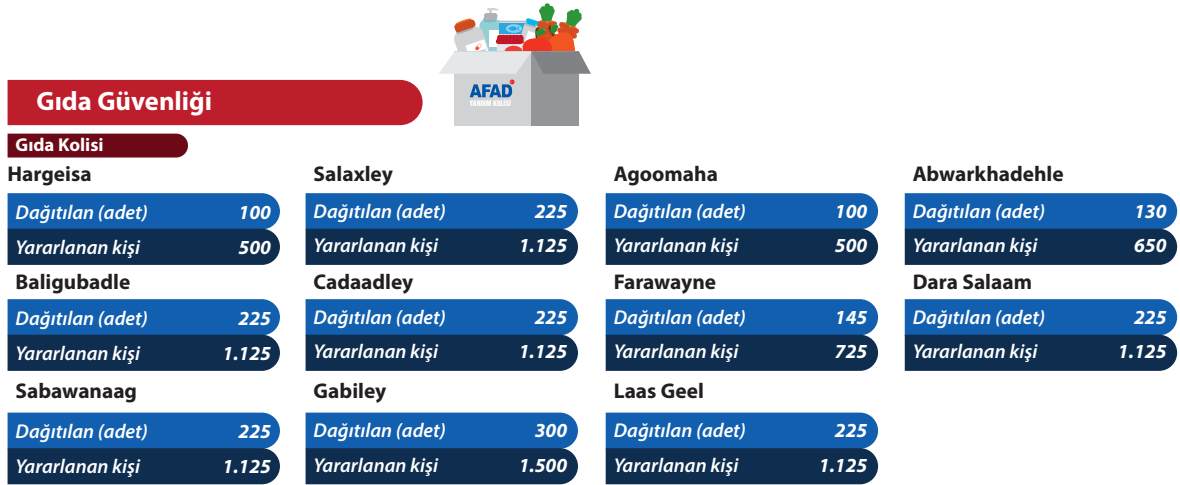 AFAD
YARDIM KOLİSİ
Gıda Güvenliği
Gıda Kolisi
Hargeisa
Dağıtılan (adet) 100
Yararlanan kişi 500
Salaxley
Dağıtılan (adet) 225
Yararlanan kişi 1.125
Agoomaha
Dağıtılan (adet) 100
Yararlanan kişi 500
Abwarkhadehle
Dağıtılan (adet) 130
Yararlanan kişi 650
Baligubadle
Dağıtılan (adet) 225
Yararlanan kişi 1.125
Cadaadley
Dağıtılan (adet) 225
Yararlanan kişi 1.125
Farawayne
Dağıtılan (adet) 145
Yararlanan kişi 725
Dara Salaam
Dağıtılan (adet) 225
Yararlanan kişi 1.125
Sabawanaag
Dağıtılan (adet) 225
Yararlanan kişi 1.125
Gabiley
Dağıtılan (adet) 300
Yararlanan kişi 1.500
Laas Geel
Dağıtılan (adet) 225
Yararlanan kişi 1.125